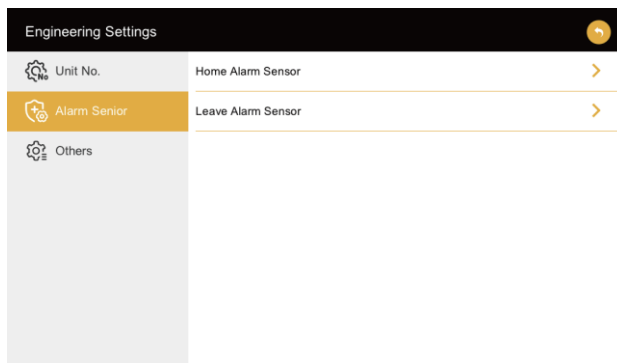 Engineering Settings
Unit No.
Alarm Senior
Others
Home Alarm Sensor
Leave Alarm Sensor